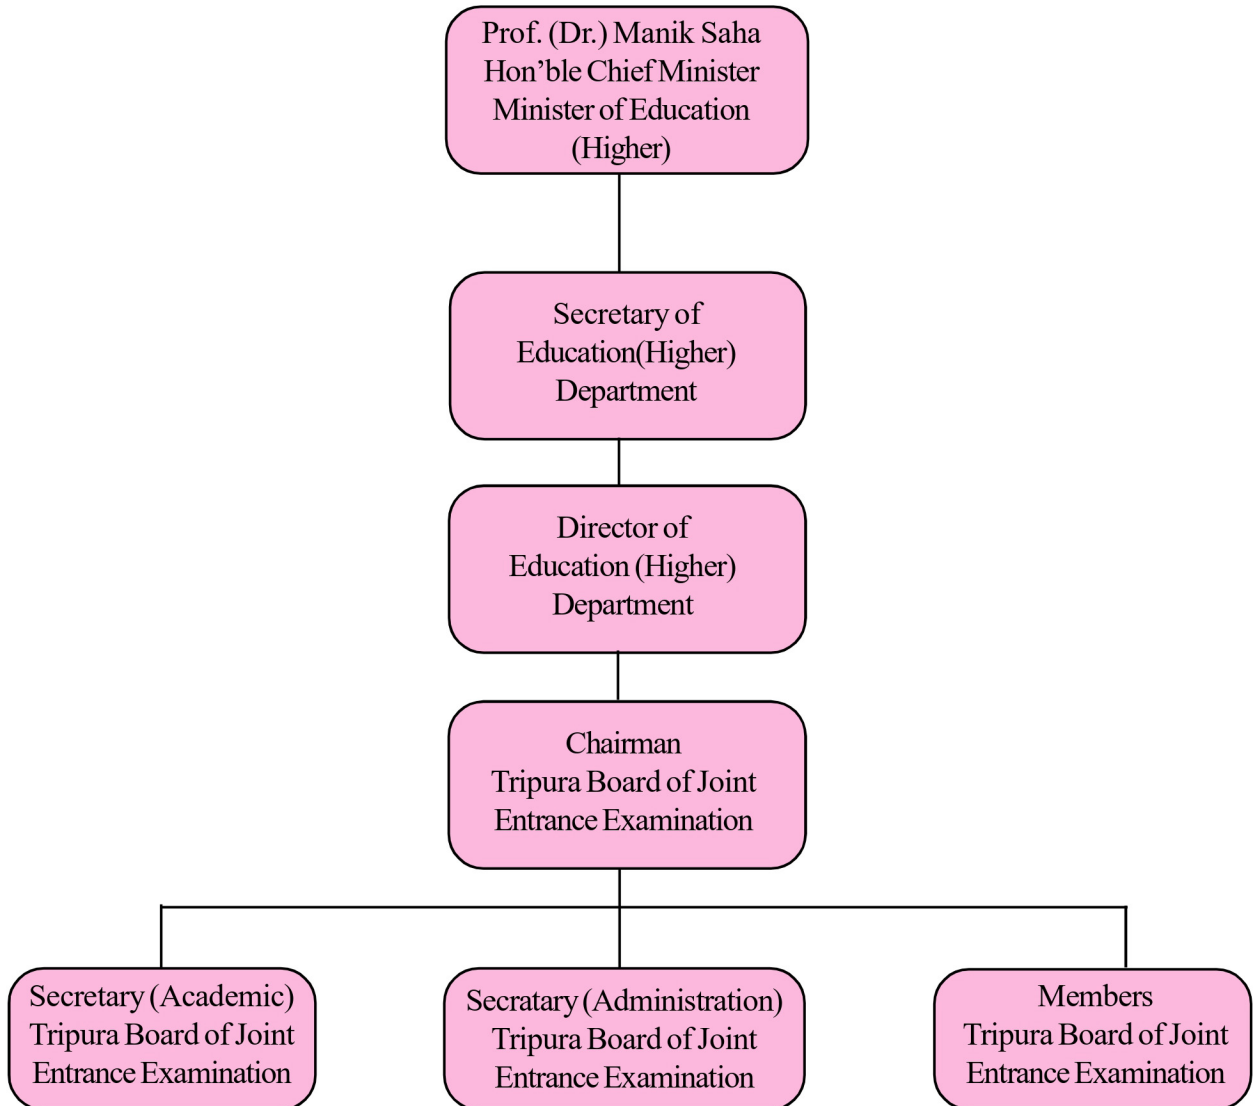 Prof. (Dr.) Manik Saha
Hon’ble Chief Minister
Minister of Education
(Higher)
Secretary of
Education(Higher)
Department
Director of
Education (Higher)
Department
Chairman
Tripura Board of Joint
Entrance Examination
Secretary (Academic)
Tripura Board of Joint
Entrance Examination
Secratary (Administration)
Tripura Board of Joint
Entrance Examination
Members
Tripura Board of Joint
Entrance Examination